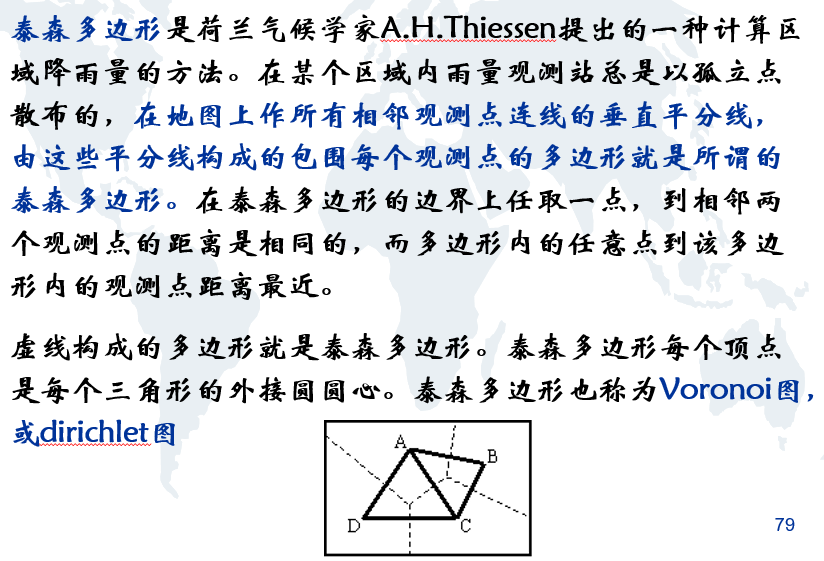 泰森多边形是荷兰气候学家A.H.Thiessen提出的一种计算区
域降雨量的方法。在某个区域内雨量观测站总是以孤立点
散布的，在地图上作所有相邻观测点连线的垂直平分线，
由这些平分线构成的包围每个观测点的多边形就是所谓的
泰森多边形。在泰森多边形的边界上任取一点，到相邻两
个观测点的距离是相同的，而多边形内的任意点到该多边
形内的观测点距离最近。
虚线构成的多边形就是泰森多边形。泰森多边形每个顶点
是每个三角形的外接圆圆心。泰森多边形也称为Voronoi图，
或dirichlet图
A
B
D
C
79